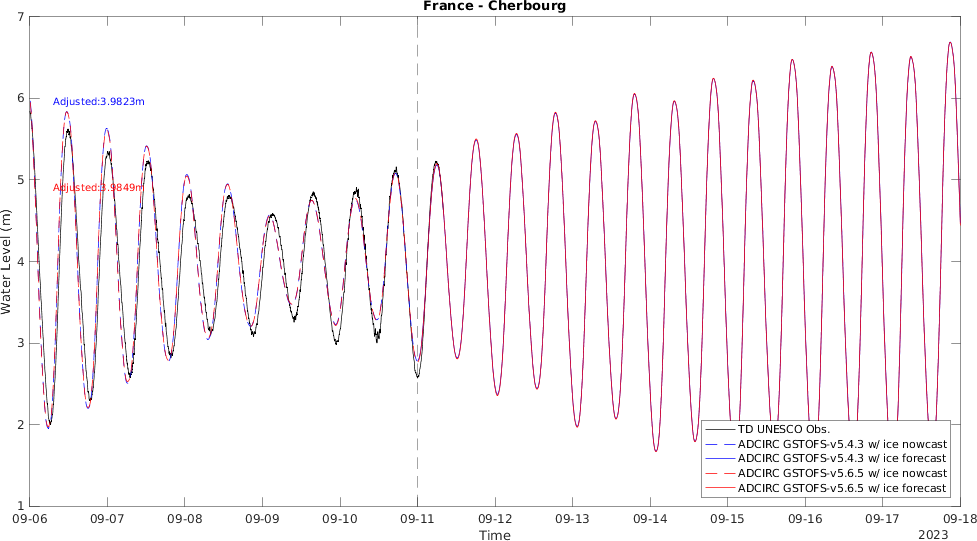 France - Cherbourg
7
6
5
4
3
2
1
Water Level (m)
Adjusted:3.9823m
Adjusted:3.9849m
TD UNESCO Obs.
ADCIRC GSTOFS-v5.4.3 w/ ice nowcast
ADCIRC GSTOFS-v5.4.3 w/ ice forecast
ADCIRC GSTOFS-v5.6.5 w/ ice nowcast
ADCIRC GSTOFS-v5.6.5 w/ ice forecast
09-06 09-07 09-08 09-09 09-10 09-11 09-12 09-13 09-14 09-15 09-16 09-17 09-18
Time
2023